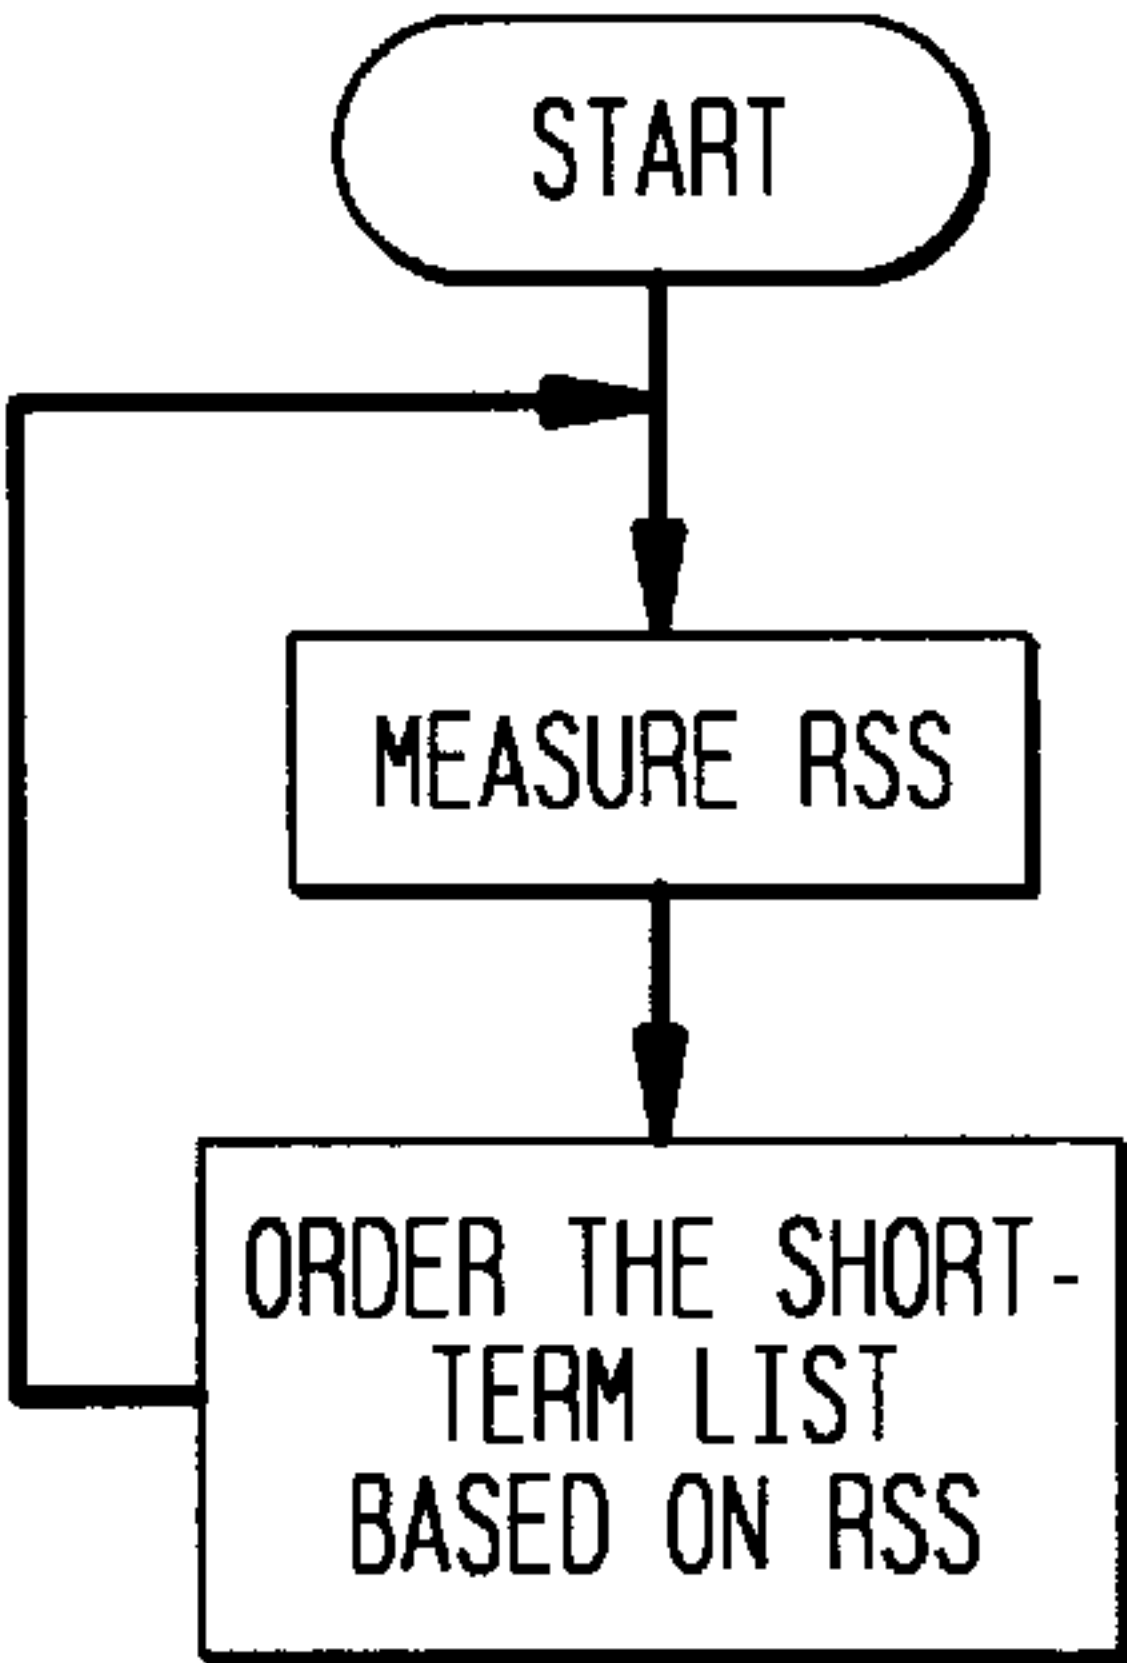 START
MEASURE RSS
ORDER THE SHORT-
TERM LIST
BASED ON RSS